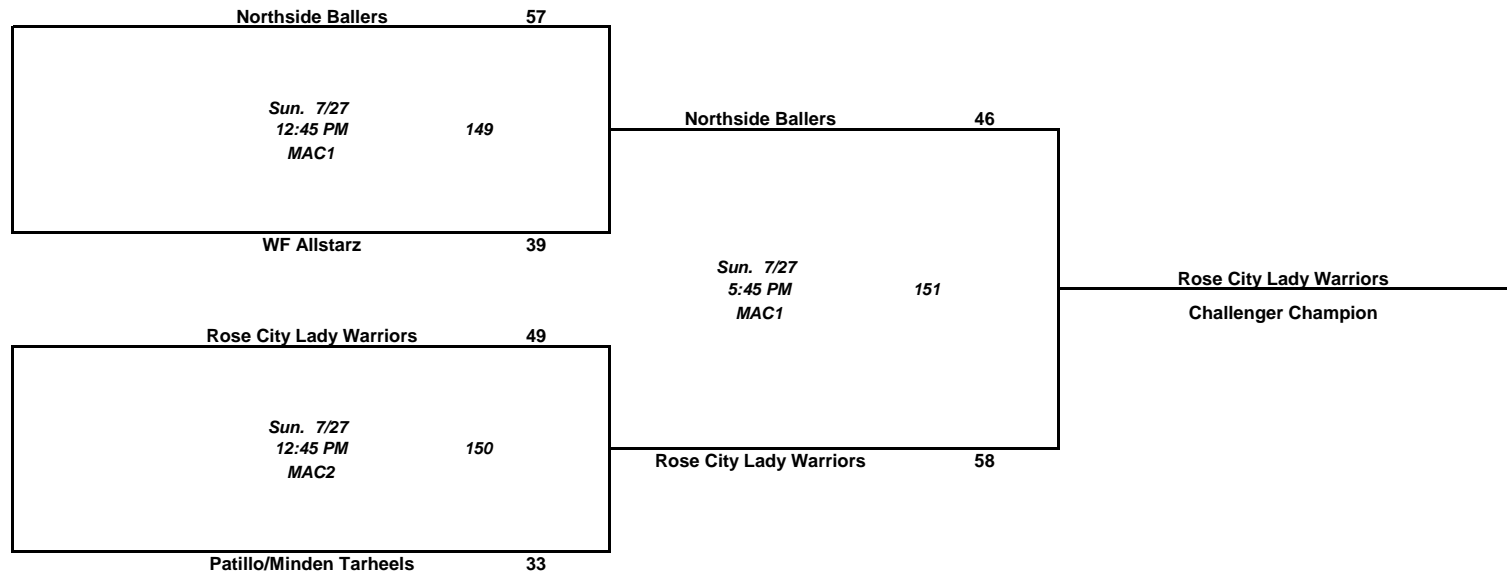 Northside Ballers 57
Sun. 7/27
12:45 PM 149
MAC1
WF Allstarz 39
Rose City Lady Warriors 49
Sun. 7/27
12:45 PM 150
MAC2
Patillo/Minden Tarheels 33
Northside Ballers 46
Sun. 7/27
5:45 PM 151
MAC1
Rose City Lady Warriors 58
Rose City Lady Warriors
Challenger Champion